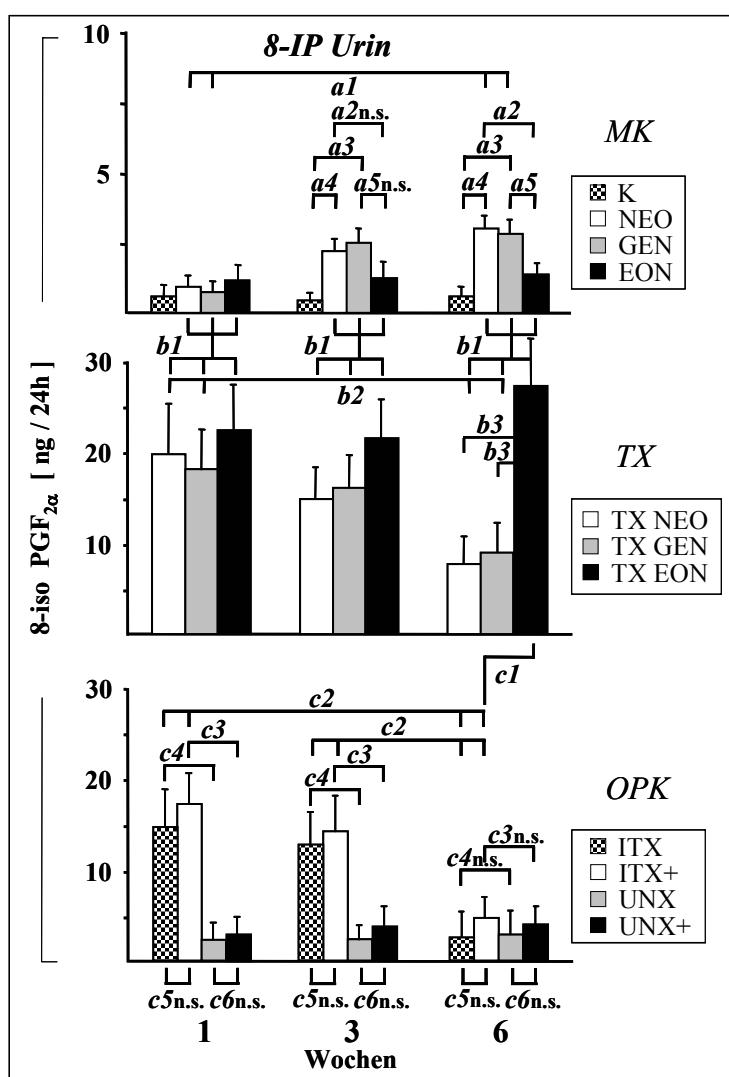 8-IP Urin
10
5
a1
a2n.s.
a3
a4 a5n.s.
a2
a3
a4 a5
MK
K
NEO
GEN
EON
8-iso PGF2α [ ng / 24h]
30
20
10
b1 b1 b1
b2
b3
b3
TX
TX NEO
TX GEN
TX EON
c1
30
20
10
c2
c2
c3
c4
c3
c4
c3n.s.
c4n.s.
OPK
ITX
ITX+
UNX
UNX+
c5n.s. c6n.s. c5n.s. c6n.s. c5n.s. c6n.s.
1 3 6
Wochen